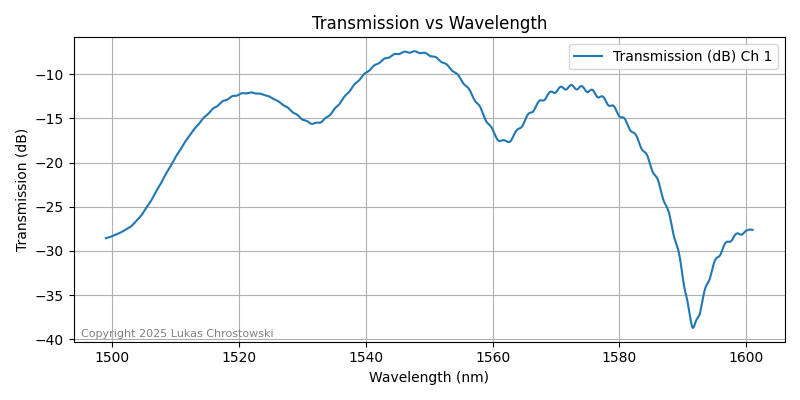 Transmission vs Wavelength
Transmission (dB) Ch 1
Transmission (dB)
−10
−15
−20
−25
−30
−35
−40
Copyright 2025 Lukas Chrostowski
1500 1520 1540 1560 1580 1600
Wavelength (nm)